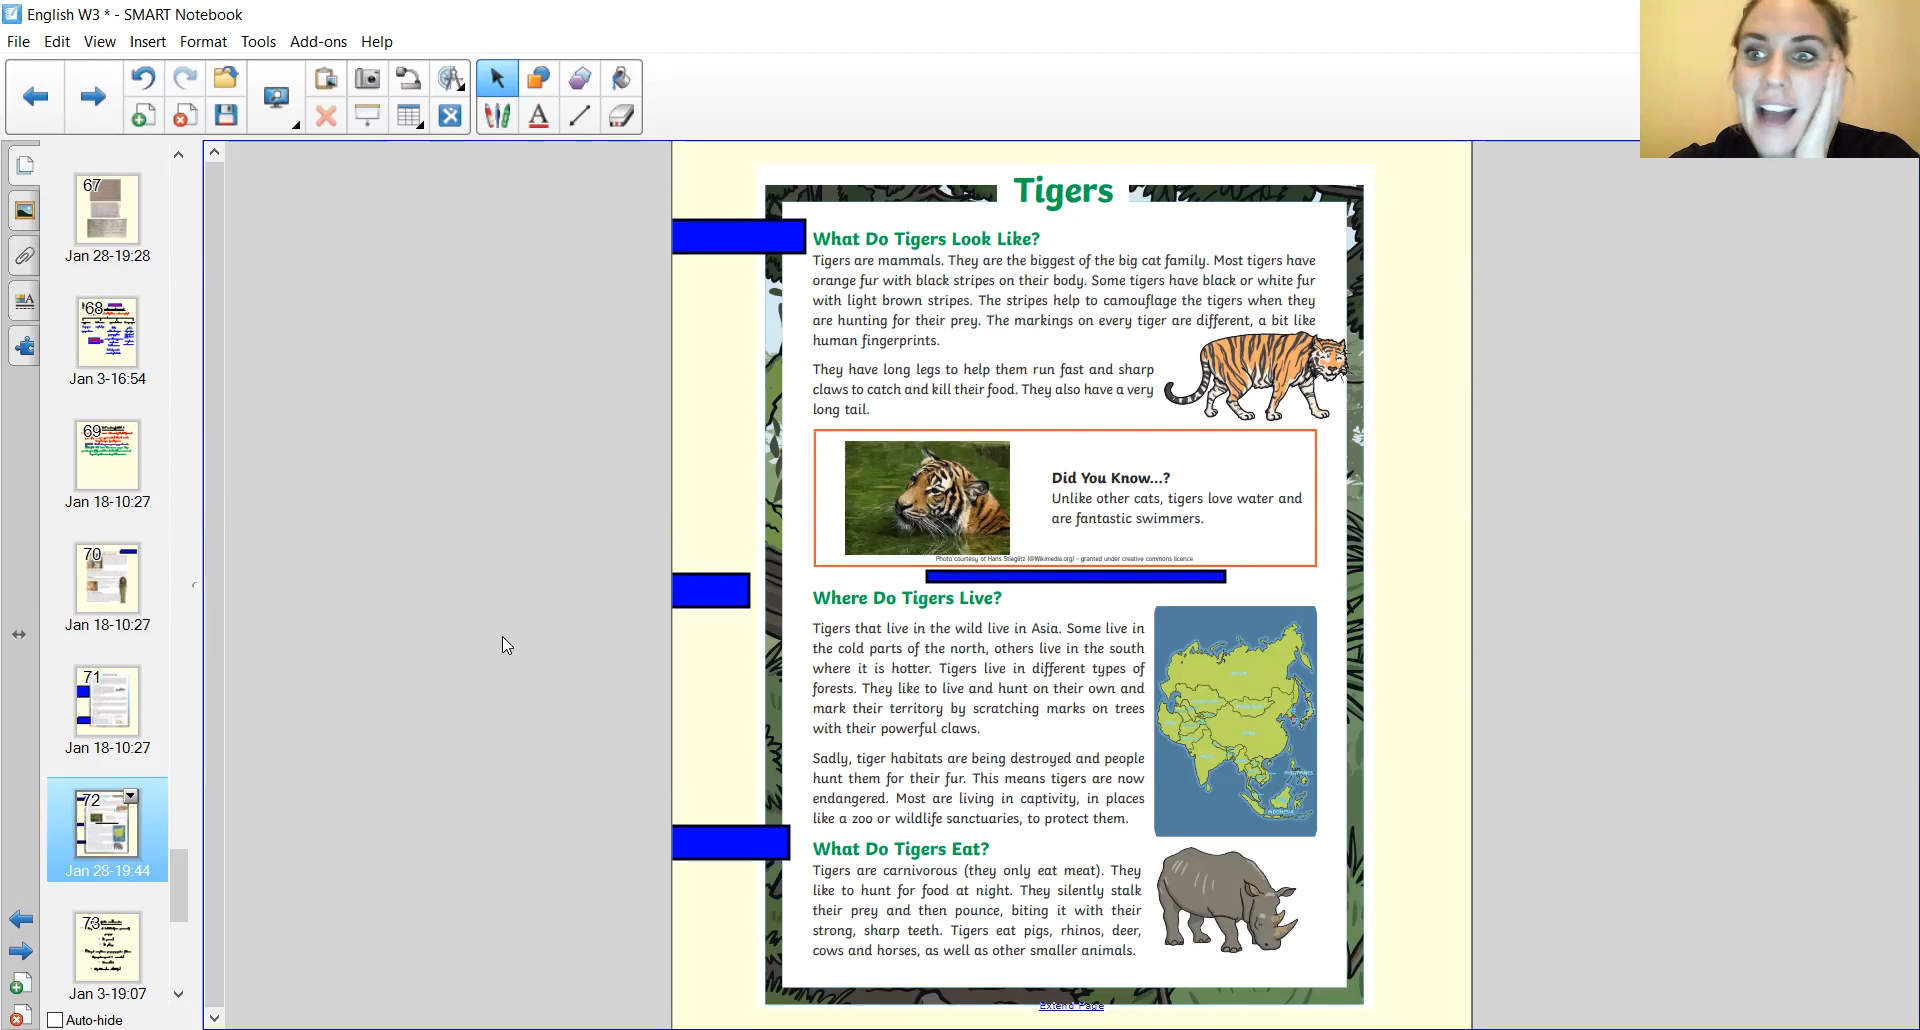 English W3 * - SMART Notebook
File Edit View Insert Format Tools Add-ons Help
67
Jan 28-19:28
68
Jan 3-16:54
69
Jan 18-10:27
70
Jan 18-10:27
71
Jan 18-10:27
72
Jan 28-19:44
73
Jan 3-19:07
Auto-hide
Tigers
What Do Tigers Look Like?
Tigers are mammals. They are the biggest of the big cat family. Most tigers have
orange fur with black stripes on their body. Some tigers have black or white fur
with light brown stripes. The stripes help to camouflage the tigers when they
are hunting for their prey. The markings on every tiger are different, a bit like
human fingerprints.
They have long legs to help them run fast and sharp
claws to catch and kill their food. They also have a very
long tail.
Did You Know...?
Unlike other cats, tigers love water and
are fantastic swimmers.
Photo courtesy of Hans Stieglitz (@Wikimedia.org) - granted under creative commons licence
Where Do Tigers Live?
Tigers that live in the wild live in Asia. Some live in
the cold parts of the north, others live in the south
where it is hotter. Tigers live in different types of
forests. They like to live and hunt on their own and
mark their territory by scratching marks on trees
with their powerful claws.
Sadly, tiger habitats are being destroyed and people
hunt them for their fur. This means tigers are now
endangered. Most are living in captivity, in places
like a zoo or wildlife sanctuaries, to protect them.
PHILIPPINES
INDONESIA
What Do Tigers Eat?
Tigers are carnivorous (they only eat meat). They
like to hunt for food at night. They silently stalk
their prey and then pounce, biting it with their
strong, sharp teeth. Tigers eat pigs, rhinos, deer,
cows and horses, as well as other smaller animals.
Extend Page